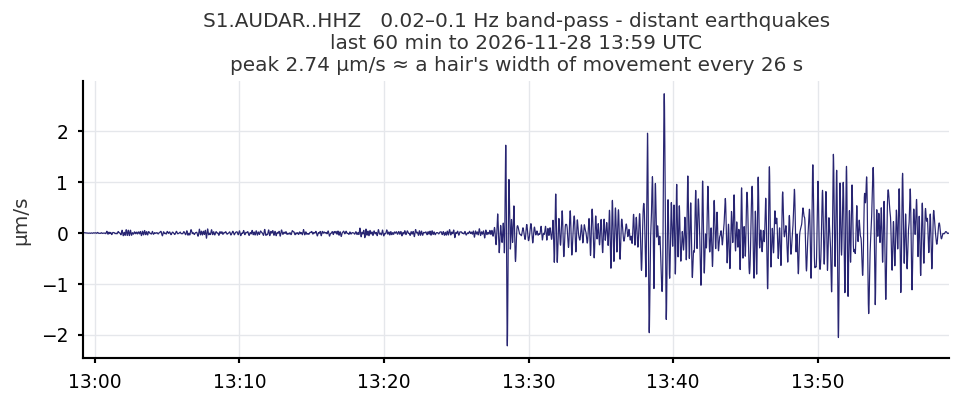 S1.AUDAR..HHZ   0.02–0.1 Hz band-pass - distant earthquakes
last 60 min to 2026-11-28 13:59 UTC
peak 2.74 µm/s ≈ a hair's width of movement every 26 s
µm/s
2
1
0
−1
−2
13:00 13:10 13:20 13:30 13:40 13:50